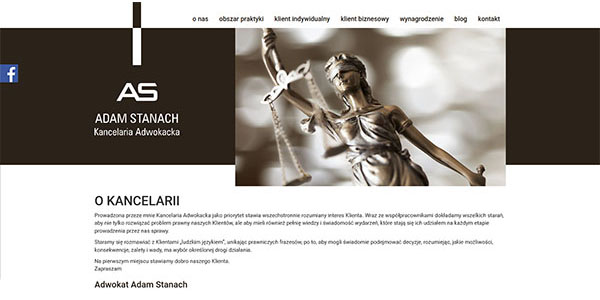 o nas obszar praktyki klient indywidualny klient biznesowy wynagrodzenie blog kontakt
f
AS
ADAM STANACH
Kancelaria Adwokacka
O KANCELARII
Prowadzona przeze mnie Kancelaria Adwokacka jako priorytet stawia wszechstronnie rozumiany interes Klienta. Wraz ze współpracownikami dokładamy wszelkich starań,
aby nie tylko rozwiązać problem prawny naszych Klientów, ale aby mieli również pełnię wiedzy i świadomość wydarzeń, które stają się ich udziałem na każdym etapie
prowadzenia przez nas sprawy.
Staramy się rozmawiać z Klientami „ludzkim językiem”, unikając prawniczych frazesów, po to, aby mógł świadomie podejmować decyzje, rozumiejąc, jakie możliwości,
konsekwencje, zalety i wady, ma wybór określonej drogi działania.
Na pierwszym miejscu stawiamy dobro naszego Klienta.
Zapraszam
Adwokat Adam Stanach